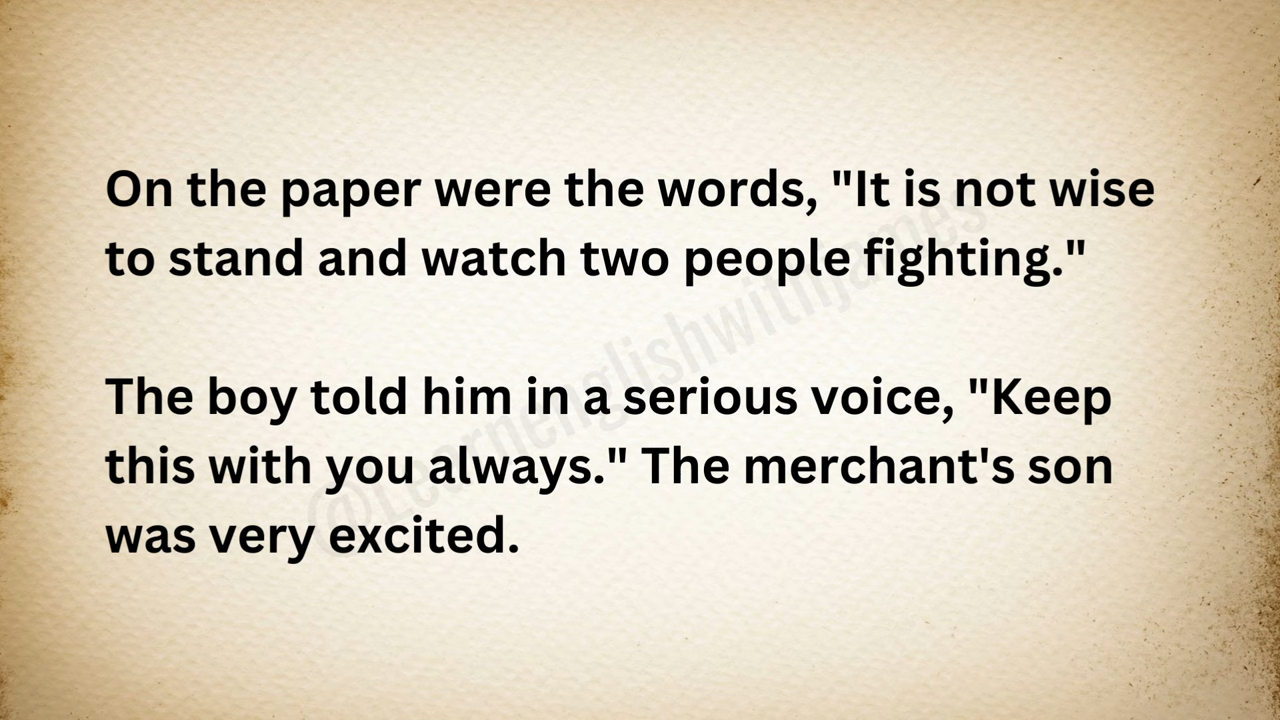 On the paper were the words, "It is not wise
to stand and watch two people fighting."
The boy told him in a serious voice, "Keep
this with you always." The merchant's son
was very excited.
@Learnenglishwithjames